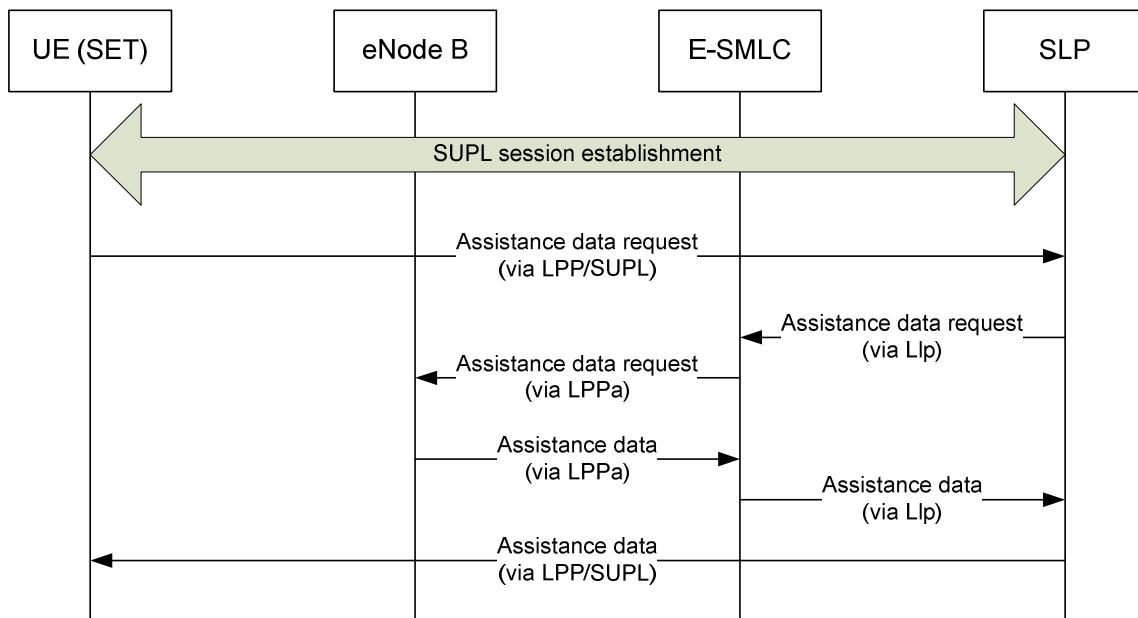 UE (SET)
eNode B
E-SMLC
SLP
SUPL session establishment
Assistance data request
(via LPP/SUPL)
Assistance data request
(via Llp)
Assistance data request
(via LPPa)
Assistance data
(via LPPa)
Assistance data
(via Llp)
Assistance data
(via LPP/SUPL)